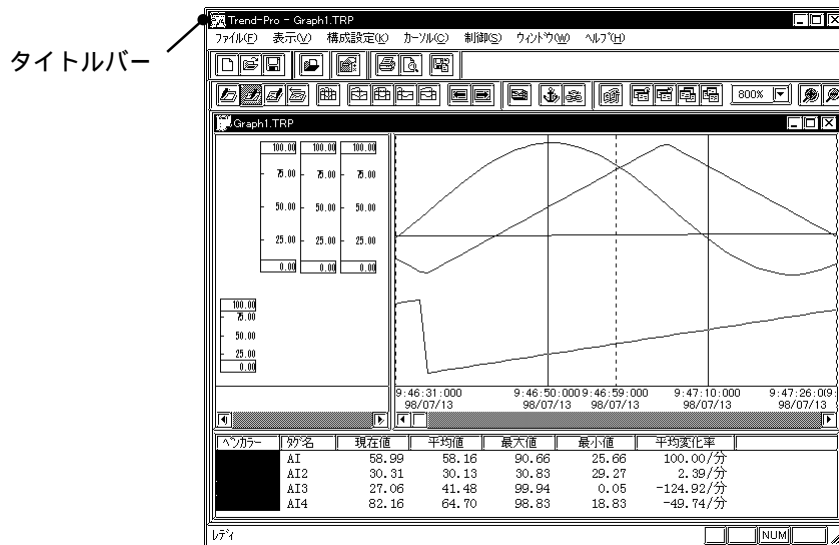 Trend-Pro - Graph1.TRP
ファイル(F) 表示(V) 構成設定(K) カーソル(C) 制御(S) ウィンドウ(W) ヘルプ(H)
タイトルバー
800%
Graph1.TRP
100.00 100.00 100.00
75.00 75.00 75.00
50.00 50.00 50.00
25.00 25.00 25.00
0.00 0.00 0.00
100.00
75.00
50.00
25.00
0.00
9:46:31:000 9:46:50:000 9:46:59:000 9:47:10:000 9:47:26:0(9:
98/07/13 98/07/13 98/07/13 98/07/13 98/07/13
ペンカラー タグ名 現在値 平均値 最大値 最小値 平均変化率
AI 58.99 58.16 90.66 25.66 100.00/分
AI2 30.31 30.13 30.83 29.27 2.39/分
AI3 27.06 41.48 99.94 0.05 -124.92/分
AI4 82.16 64.70 98.83 18.83 -49.74/分
レディ NUM